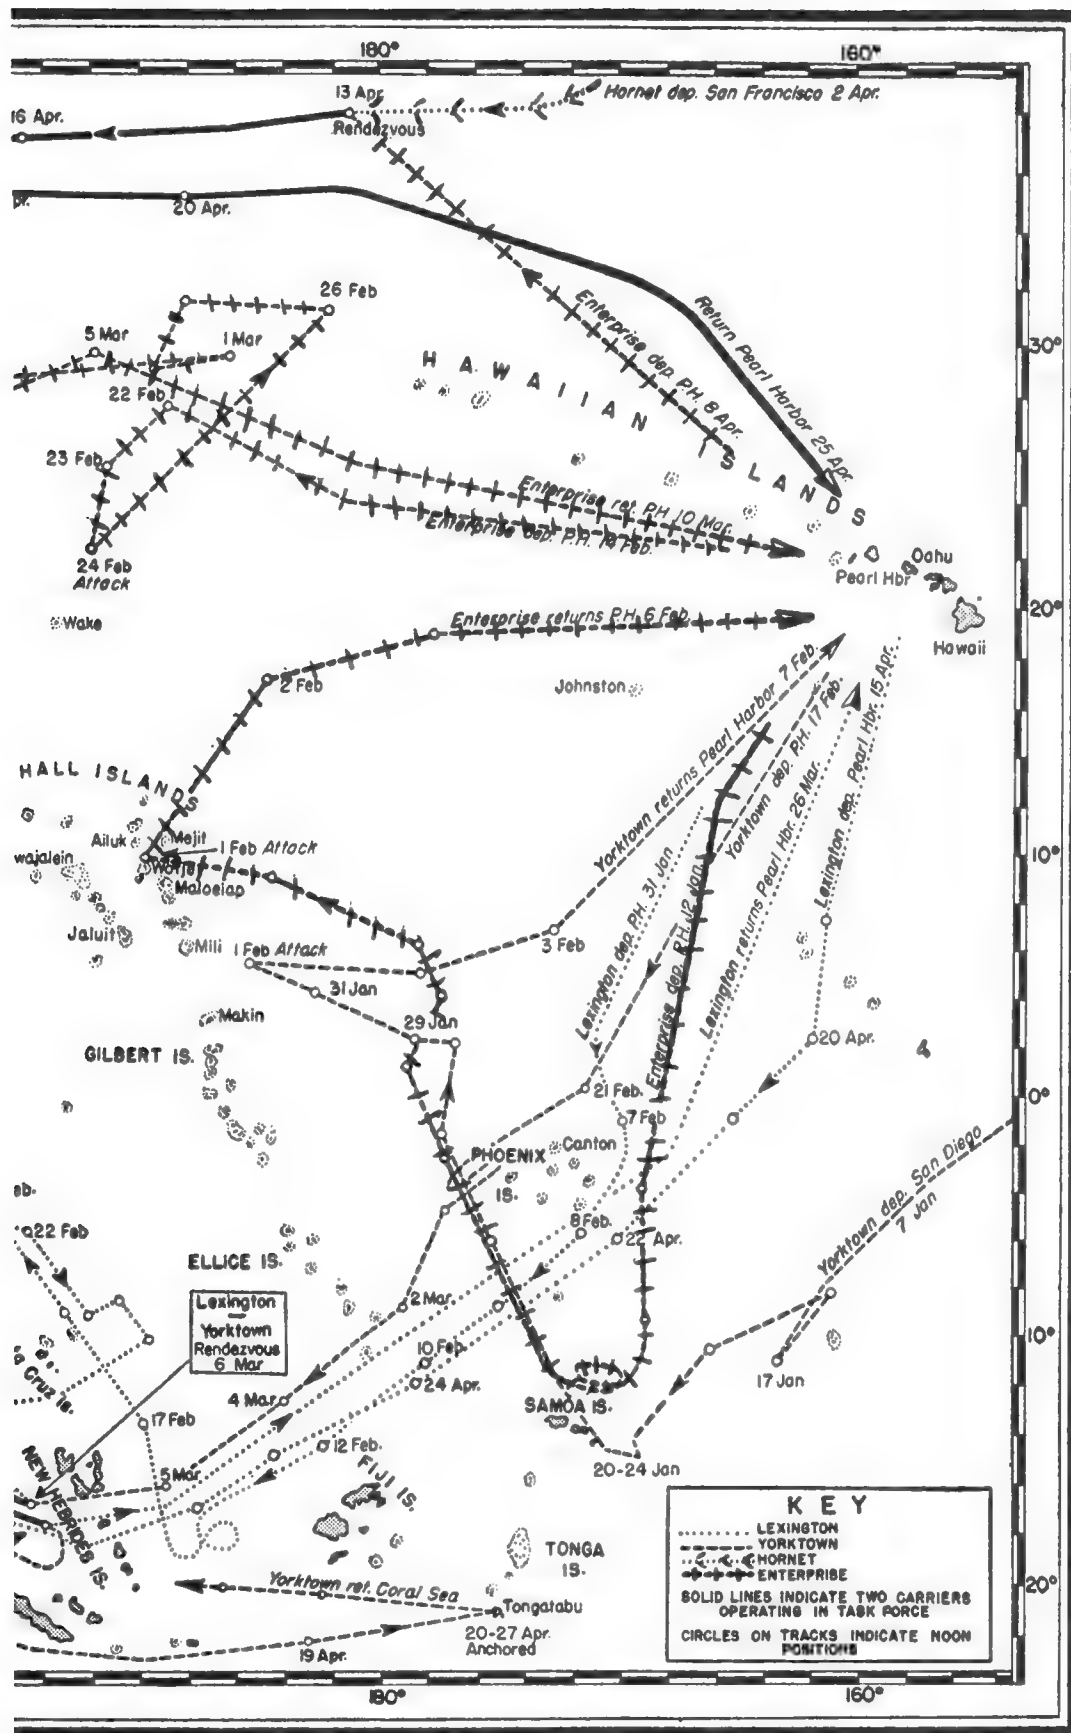 180°
160°
13 Apr.
Hornet dep. San Francisco 2 Apr.
16 Apr.
Rendezvous
pr.
20 Apr.
26 Feb
5 Mar
1 Mar
Enterprise dep. P.H. 8 Apr.
Return Pearl Harbor 25 Apr.
30°
HAWAIIAN ISLANDS
22 Feb
23 Feb
Enterprise ret. P.H. 10 Mar.
Enterprise dep. P.H. 14 Feb.
24 Feb
Attack
Oahu
Pearl Hbr
Wake
Enterprise returns P.H. 6 Feb.
20°
Hawaii
2 Feb
Johnston
HALL ISLANDS
Yorktown returns Pearl Harbor 7 Feb.
Yorktown dep. P.H. 17 Feb.
Lexington returns Pearl Hbr. 26 Mar.
Lexington dep. Pearl Hbr. 15 Apr.
Ailuk
Mejit
1 Feb Attack
wajalein
Wotje
Maloelap
10°
Lexington dep. P.H. 31 Jan
Enterprise dep. P.H. 12 Jan.
Jaluit
Mili
1 Feb Attack
3 Feb
31 Jan
Makin
29 Jan
GILBERT IS.
20 Apr.
21 Feb.
0°
7 Feb
Canton
PHOENIX
IS.
Yorktown dep. San Diego
7 Jan
eb.
22 Feb
8 Feb.
22 Apr.
ELLICE IS.
Lexington
—
Yorktown
Rendezvous
6 Mar
2 Mar.
10 Feb.
10°
24 Apr.
17 Jan
a Cruz Is.
4 Mar.
SAMOA IS.
17 Feb
12 Feb.
NEW HEBRIDES IS.
5 Mar.
FIJI IS.
20-24 Jan
KEY
LEXINGTON
YORKTOWN
HORNET
ENTERPRISE
SOLID LINES INDICATE TWO CARRIERS
OPERATING IN TASK FORCE
CIRCLES ON TRACKS INDICATE NOON
POSITIONS
TONGA
IS.
20°
Yorktown ret. Coral Sea
Tongatabu
20-27 Apr.
Anchored
19 Apr.
180°
160°